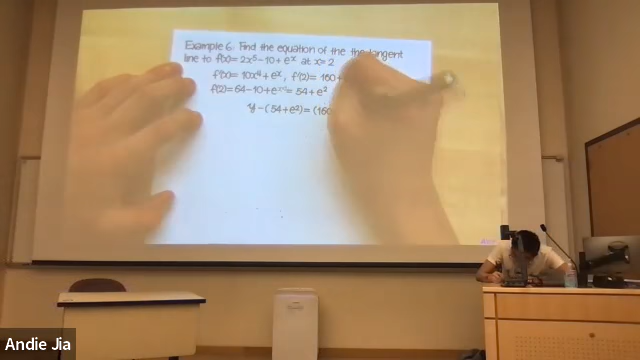 Example 6: Find the equation of the the tangent
line to f(x)= 2x⁵-10+eˣ at x=2
f'(x)= 10x⁴+eˣ, f'(2)= 160+
f(2)=64-10+e = 54+e²
y-(54+e²)=(160
Andie Jia